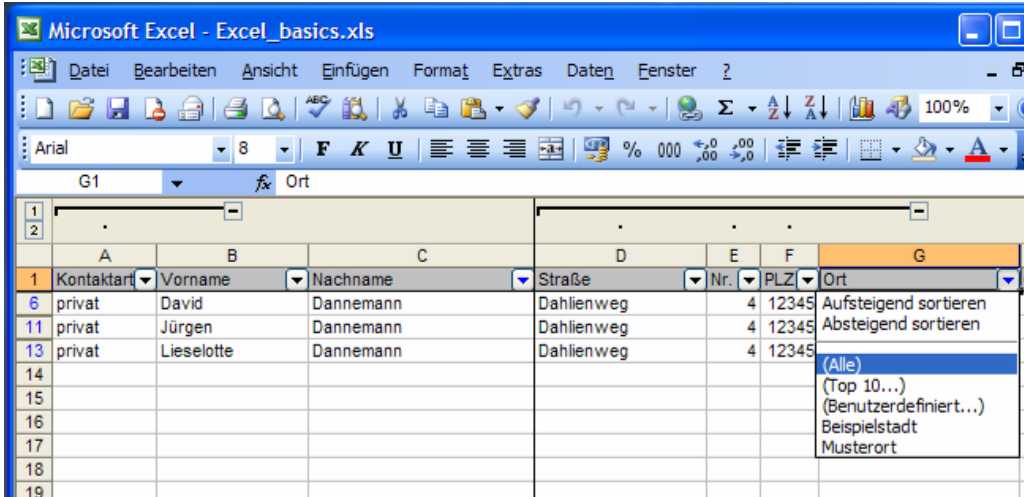 Microsoft Excel - Excel_basics.xls
Datei Bearbeiten Ansicht Einfügen Format Extras Daten Fenster ?
ABC Σ A Z Z A 100%
Arial 8 F K U a % 000 ,00 ,00 A
G1 fx Ort
1
2
A B C D E F G
1 Kontaktart Vorname Nachname Straße Nr. PLZ Ort
6 privat David Dannemann Dahlienweg 4 12345 Aufsteigend sortieren
11 privat Jürgen Dannemann Dahlienweg 4 12345 Absteigend sortieren
13 privat Lieselotte Dannemann Dahlienweg 4 12345
(Alle)
14 (Top 10...)
15 (Benutzerdefiniert...)
16 Beispielstadt
17 Musterort
18
19